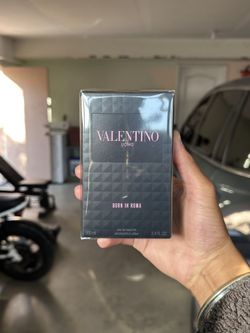 VALENTINO
UOMO
BORN IN ROMA
EAU DE TOILETTE